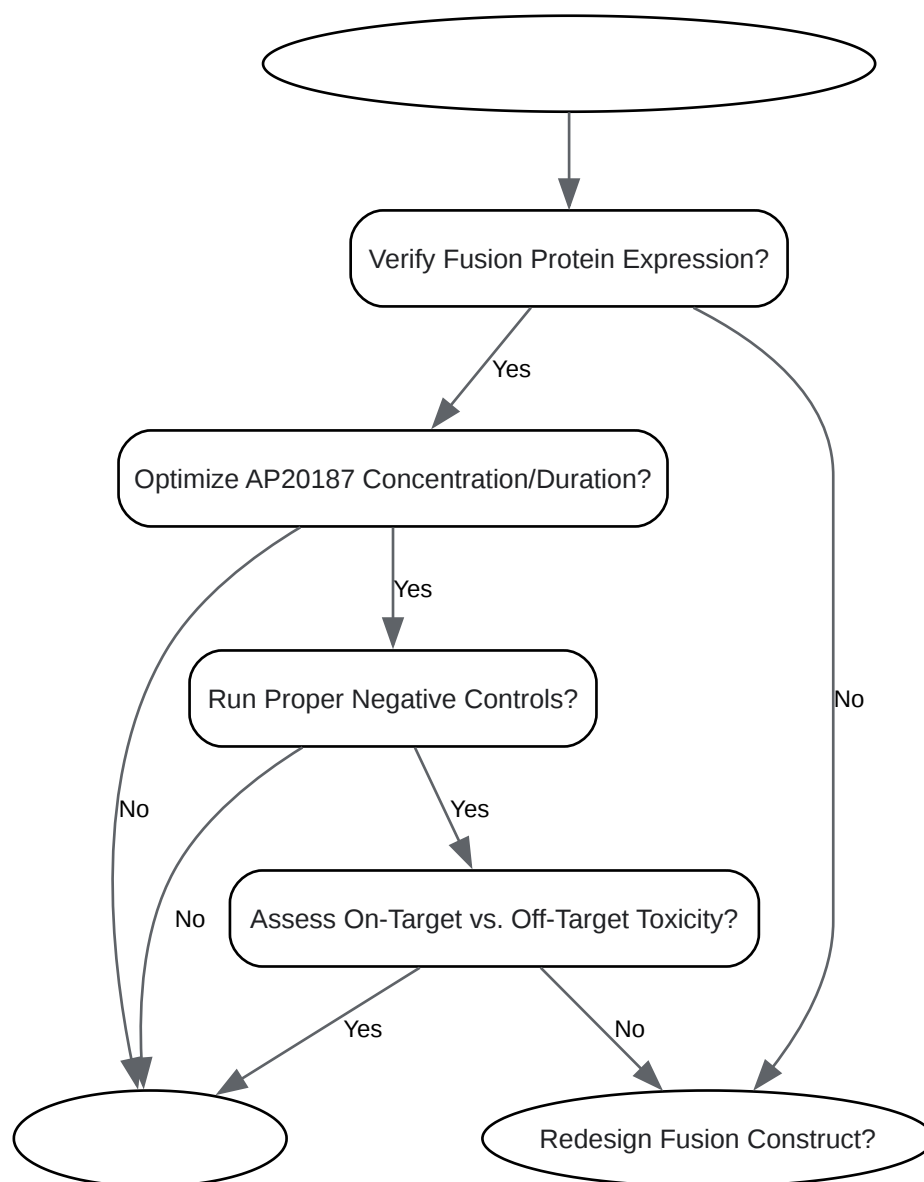 Verify Fusion Protein Expression?
Yes
Optimize AP20187 Concentration/Duration?
Yes
Run Proper Negative Controls?
No
No
Yes
Assess On-Target vs. Off-Target Toxicity?
No
Yes
No
Redesign Fusion Construct?